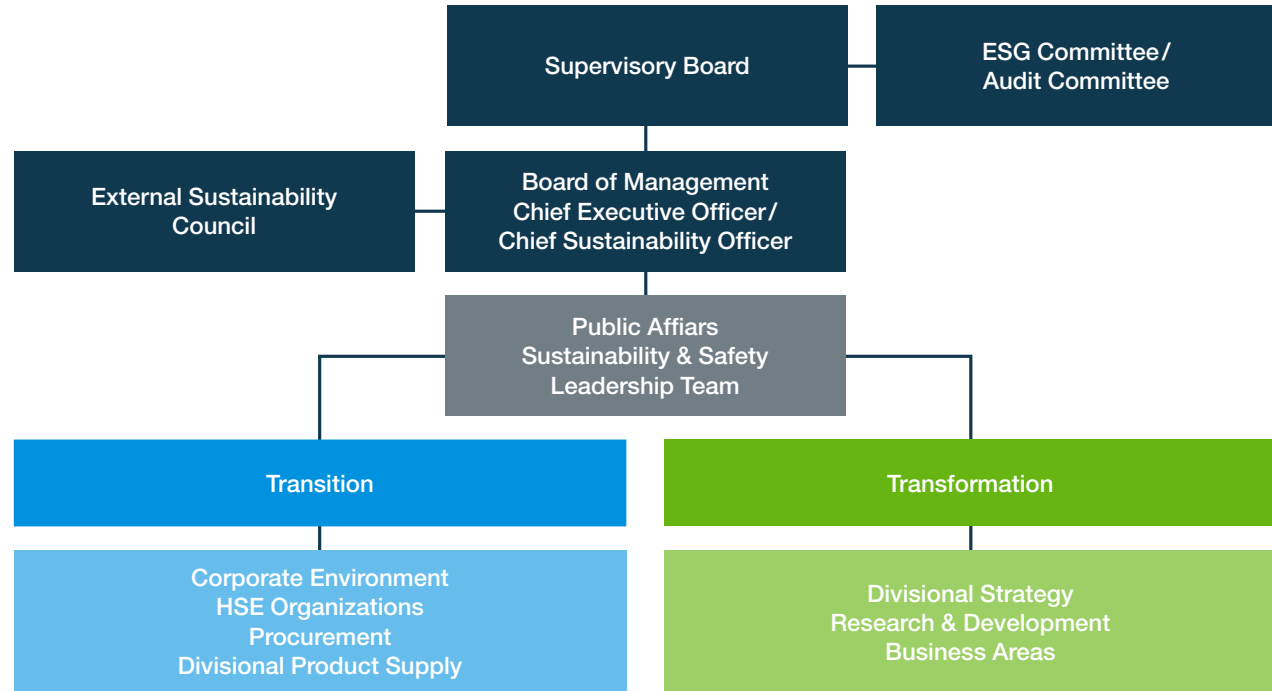 Supervisory Board
ESG Committee/
Audit Committee
External Sustainability
Council
Board of Management
Chief Executive Officer/
Chief Sustainability Officer
Public Affiars
Sustainability & Safety
Leadership Team
Transition
Transformation
Corporate Environment
HSE Organizations
Procurement
Divisional Product Supply
Divisional Strategy
Research & Development
Business Areas